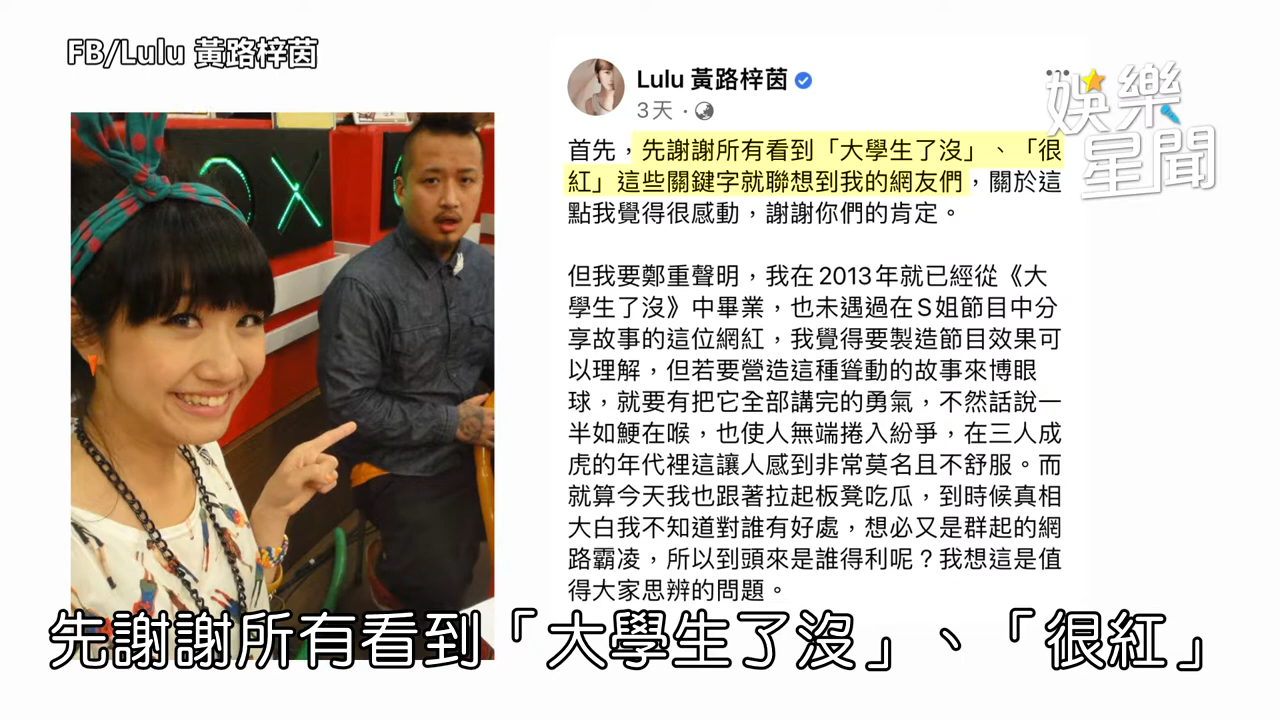 FB/Lulu 黃路梓茵
Lulu 黃路梓茵
3天
娛樂
星聞
OX
首先，先謝謝所有看到「大學生了沒」、「很
紅」這些關鍵字就聯想到我的網友們，關於這
點我覺得很感動，謝謝你們的肯定。
但我要鄭重聲明，我在2013年就已經從《大
學生了沒》中畢業，也未遇過在S姐節目中分
享故事的這位網紅，我覺得要製造節目效果可
以理解，但若要營造這種聳動的故事來博眼
球，就要有把它全部講完的勇氣，不然話說一
半如鯁在喉，也使人無端捲入紛爭，在三人成
虎的年代裡這讓人感到非常莫名且不舒服。而
就算今天我也跟著拉起板凳吃瓜，到時候真相
大白我不知道對誰有好處，想必又是群起的網
路霸凌，所以到頭來是誰得利呢？我想這是值
得大家思辨的問題。
先謝謝所有看到「大學生了沒」、「很紅」